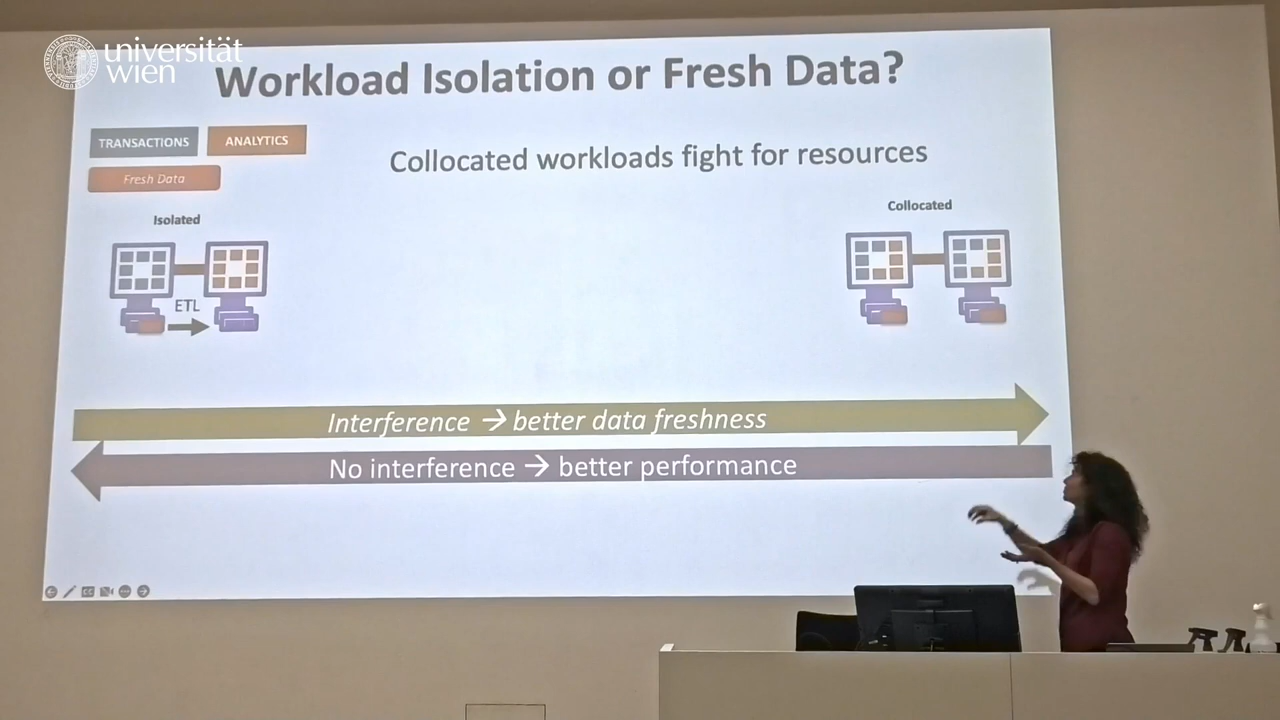 universität
wien
Workload Isolation or Fresh Data?
TRANSACTIONS
ANALYTICS
Fresh Data
Collocated workloads fight for resources
Isolated
Collocated
ETL
Interference → better data freshness
No interference → better performance